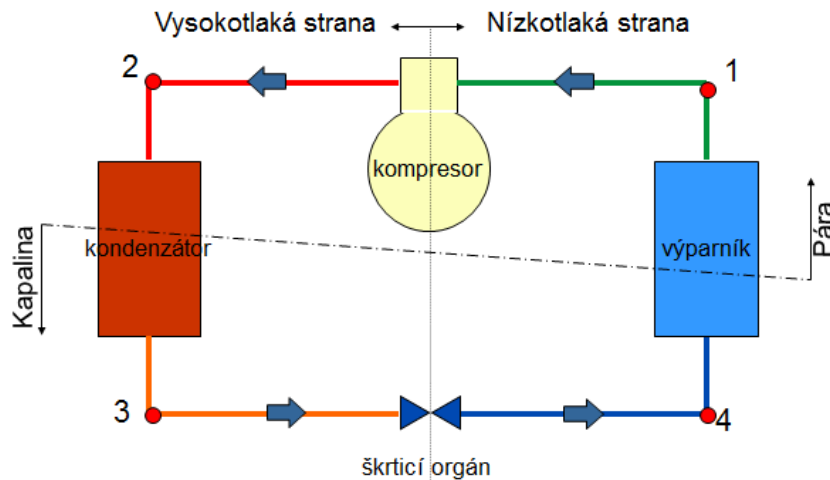 Vysokotlaká strana
Nízkotlaká strana
2
1
kompresor
Kapalina
kondenzátor
výparník
Pára
3
4
škrticí orgán